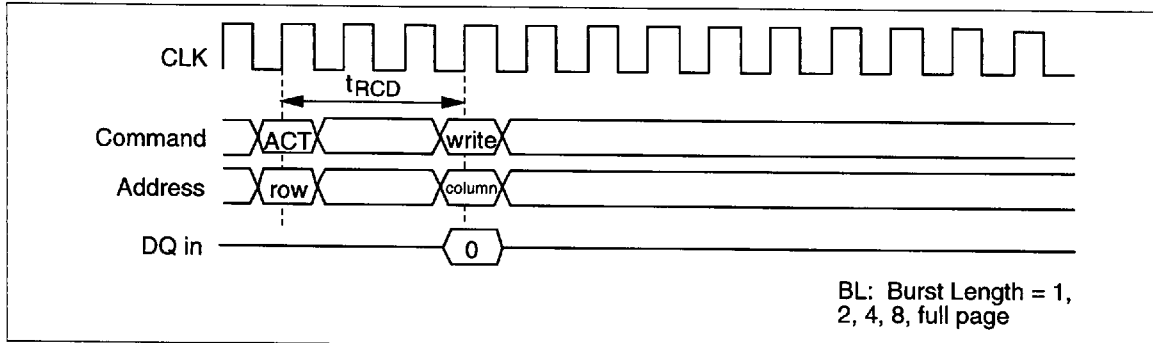 CLK
tRCD
Command ACT write
Address row column
DQ in 0
BL: Burst Length = 1,
2, 4, 8, full page